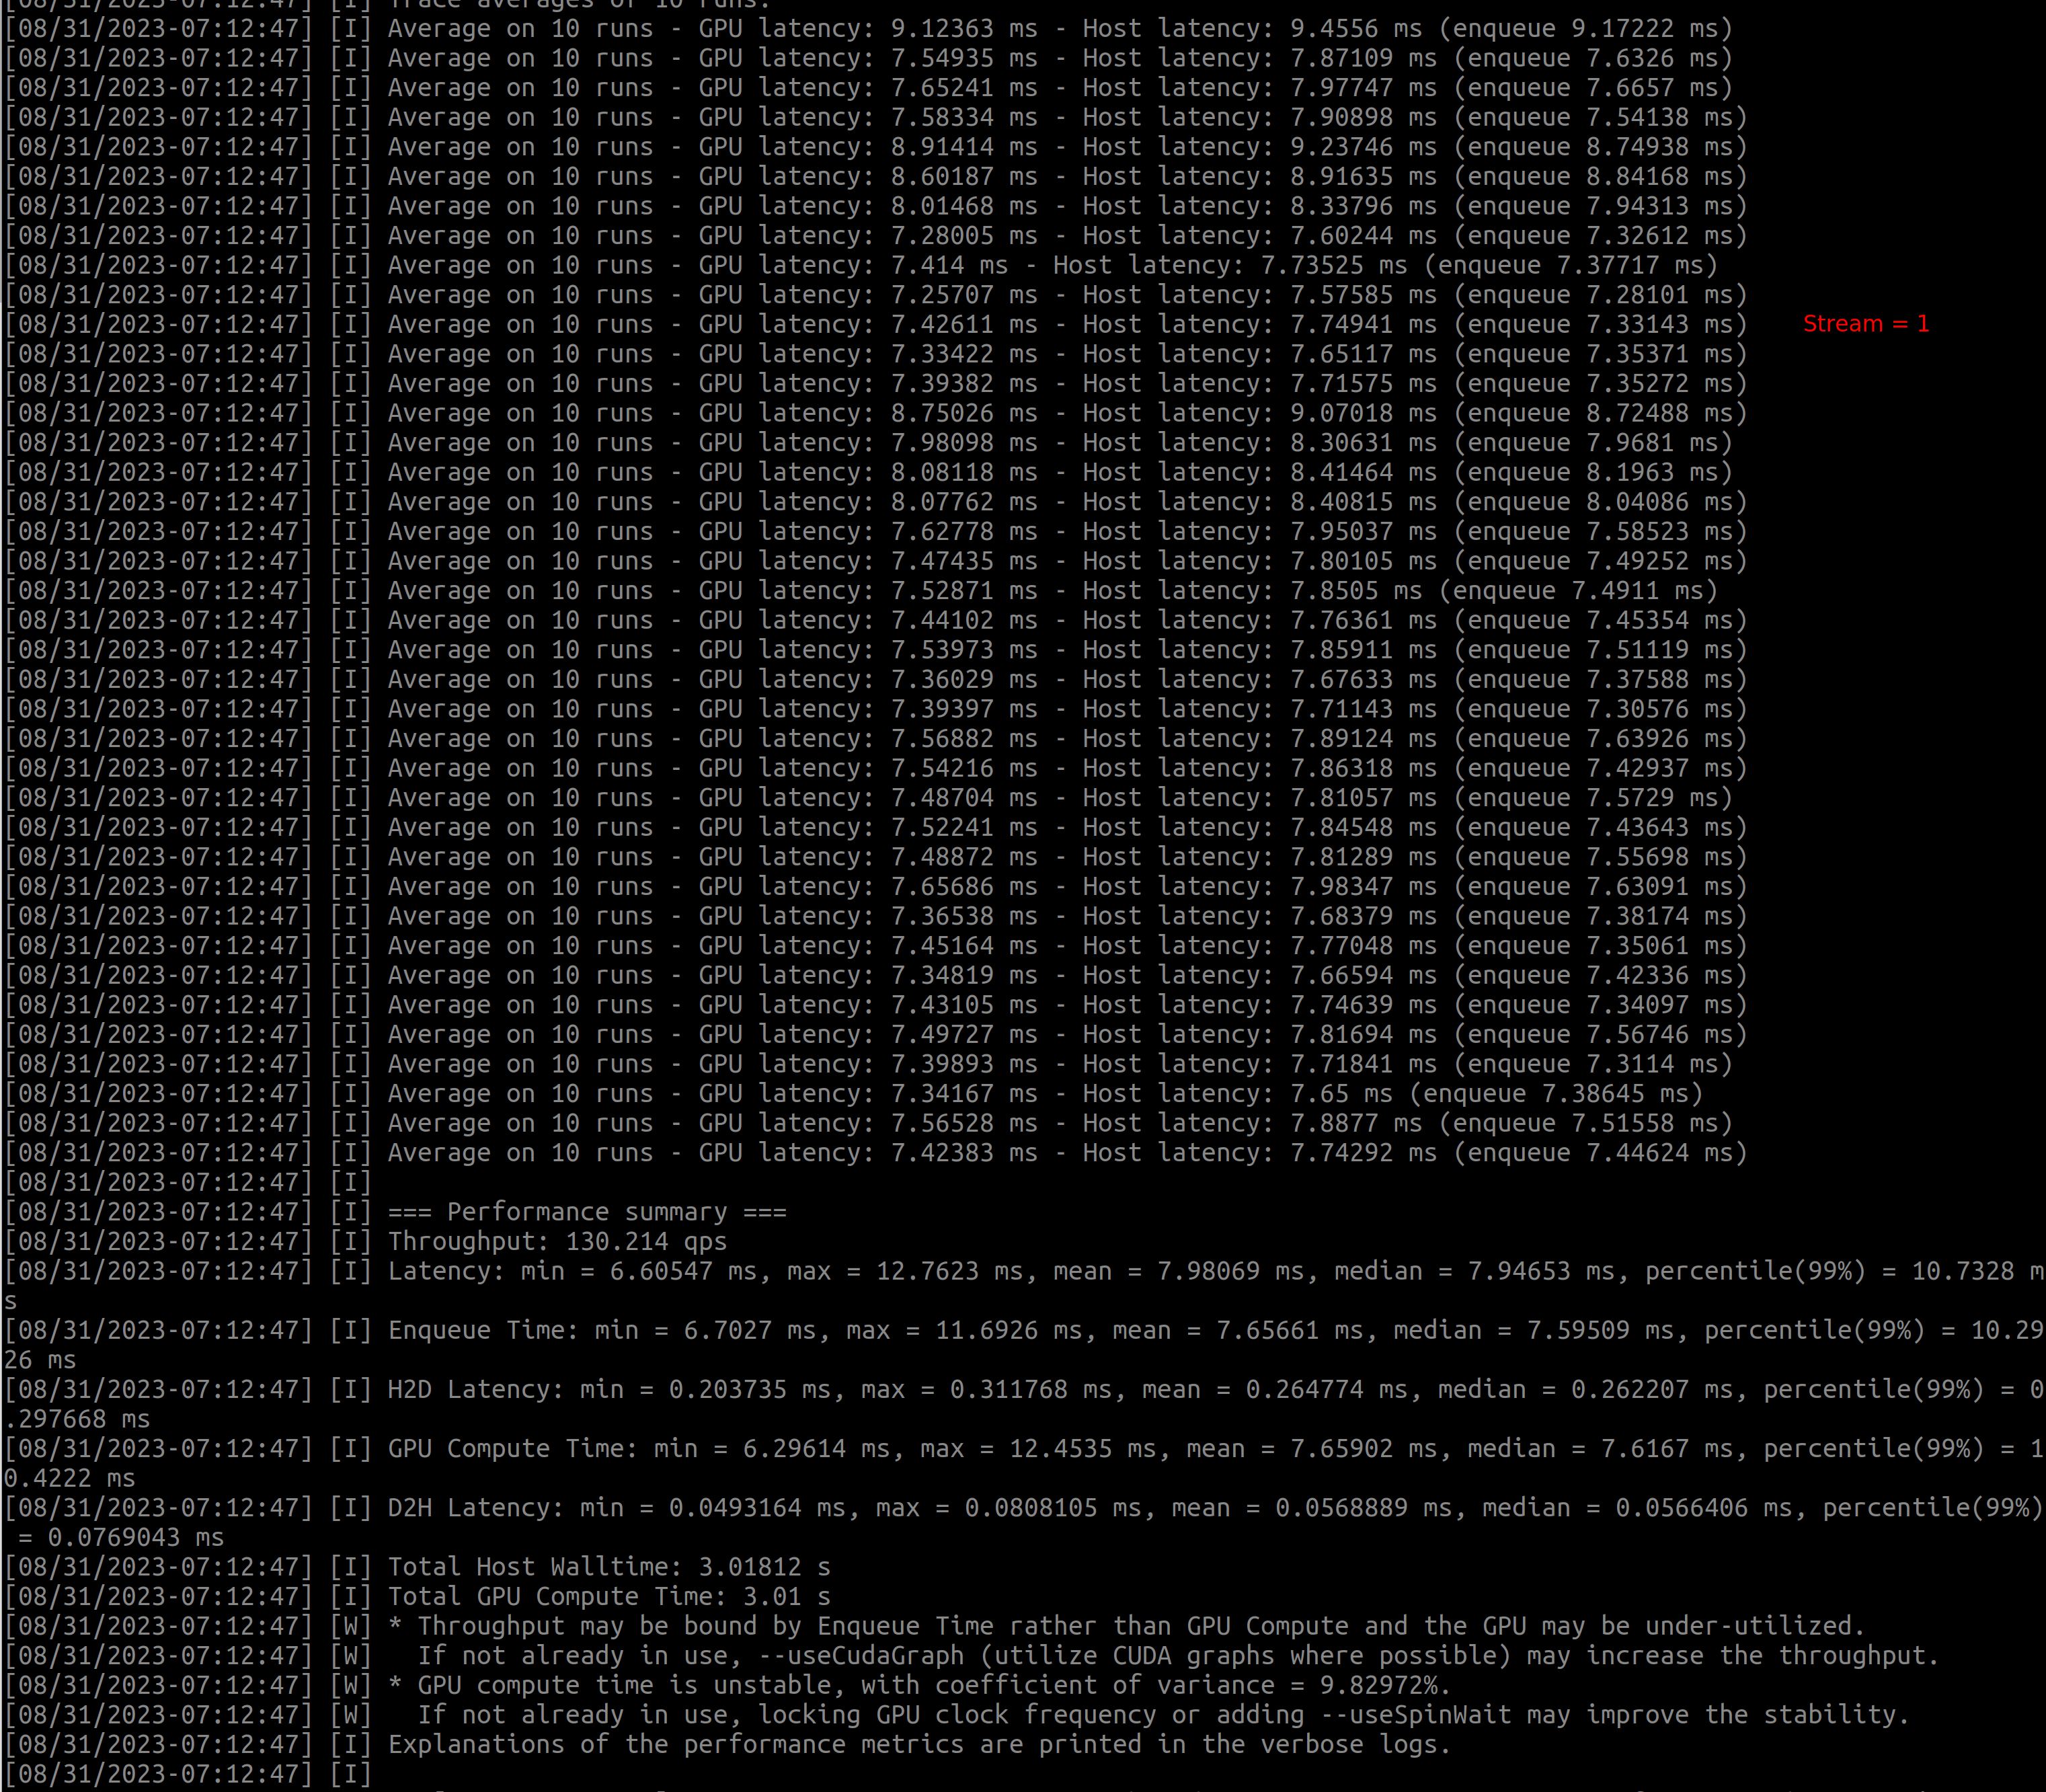 [08/31/2023-07:12:47] [I] Trace averages of 10 runs:
[08/31/2023-07:12:47] [I] Average on 10 runs - GPU latency: 9.12363 ms - Host latency: 9.4556 ms (enqueue 9.17222 ms)
[08/31/2023-07:12:47] [I] Average on 10 runs - GPU latency: 7.54935 ms - Host latency: 7.87109 ms (enqueue 7.6326 ms)
[08/31/2023-07:12:47] [I] Average on 10 runs - GPU latency: 7.65241 ms - Host latency: 7.97747 ms (enqueue 7.6657 ms)
[08/31/2023-07:12:47] [I] Average on 10 runs - GPU latency: 7.58334 ms - Host latency: 7.90898 ms (enqueue 7.54138 ms)
[08/31/2023-07:12:47] [I] Average on 10 runs - GPU latency: 8.91414 ms - Host latency: 9.23746 ms (enqueue 8.74938 ms)
[08/31/2023-07:12:47] [I] Average on 10 runs - GPU latency: 8.60187 ms - Host latency: 8.91635 ms (enqueue 8.84168 ms)
[08/31/2023-07:12:47] [I] Average on 10 runs - GPU latency: 8.01468 ms - Host latency: 8.33796 ms (enqueue 7.94313 ms)
[08/31/2023-07:12:47] [I] Average on 10 runs - GPU latency: 7.28005 ms - Host latency: 7.60244 ms (enqueue 7.32612 ms)
[08/31/2023-07:12:47] [I] Average on 10 runs - GPU latency: 7.414 ms - Host latency: 7.73525 ms (enqueue 7.37717 ms)
[08/31/2023-07:12:47] [I] Average on 10 runs - GPU latency: 7.25707 ms - Host latency: 7.57585 ms (enqueue 7.28101 ms)
[08/31/2023-07:12:47] [I] Average on 10 runs - GPU latency: 7.42611 ms - Host latency: 7.74941 ms (enqueue 7.33143 ms) Stream = 1
[08/31/2023-07:12:47] [I] Average on 10 runs - GPU latency: 7.33422 ms - Host latency: 7.65117 ms (enqueue 7.35371 ms)
[08/31/2023-07:12:47] [I] Average on 10 runs - GPU latency: 7.39382 ms - Host latency: 7.71575 ms (enqueue 7.35272 ms)
[08/31/2023-07:12:47] [I] Average on 10 runs - GPU latency: 8.75026 ms - Host latency: 9.07018 ms (enqueue 8.72488 ms)
[08/31/2023-07:12:47] [I] Average on 10 runs - GPU latency: 7.98098 ms - Host latency: 8.30631 ms (enqueue 7.9681 ms)
[08/31/2023-07:12:47] [I] Average on 10 runs - GPU latency: 8.08118 ms - Host latency: 8.41464 ms (enqueue 8.1963 ms)
[08/31/2023-07:12:47] [I] Average on 10 runs - GPU latency: 8.07762 ms - Host latency: 8.40815 ms (enqueue 8.04086 ms)
[08/31/2023-07:12:47] [I] Average on 10 runs - GPU latency: 7.62778 ms - Host latency: 7.95037 ms (enqueue 7.58523 ms)
[08/31/2023-07:12:47] [I] Average on 10 runs - GPU latency: 7.47435 ms - Host latency: 7.80105 ms (enqueue 7.49252 ms)
[08/31/2023-07:12:47] [I] Average on 10 runs - GPU latency: 7.52871 ms - Host latency: 7.8505 ms (enqueue 7.4911 ms)
[08/31/2023-07:12:47] [I] Average on 10 runs - GPU latency: 7.44102 ms - Host latency: 7.76361 ms (enqueue 7.45354 ms)
[08/31/2023-07:12:47] [I] Average on 10 runs - GPU latency: 7.53973 ms - Host latency: 7.85911 ms (enqueue 7.51119 ms)
[08/31/2023-07:12:47] [I] Average on 10 runs - GPU latency: 7.36029 ms - Host latency: 7.67633 ms (enqueue 7.37588 ms)
[08/31/2023-07:12:47] [I] Average on 10 runs - GPU latency: 7.39397 ms - Host latency: 7.71143 ms (enqueue 7.30576 ms)
[08/31/2023-07:12:47] [I] Average on 10 runs - GPU latency: 7.56882 ms - Host latency: 7.89124 ms (enqueue 7.63926 ms)
[08/31/2023-07:12:47] [I] Average on 10 runs - GPU latency: 7.54216 ms - Host latency: 7.86318 ms (enqueue 7.42937 ms)
[08/31/2023-07:12:47] [I] Average on 10 runs - GPU latency: 7.48704 ms - Host latency: 7.81057 ms (enqueue 7.5729 ms)
[08/31/2023-07:12:47] [I] Average on 10 runs - GPU latency: 7.52241 ms - Host latency: 7.84548 ms (enqueue 7.43643 ms)
[08/31/2023-07:12:47] [I] Average on 10 runs - GPU latency: 7.48872 ms - Host latency: 7.81289 ms (enqueue 7.55698 ms)
[08/31/2023-07:12:47] [I] Average on 10 runs - GPU latency: 7.65686 ms - Host latency: 7.98347 ms (enqueue 7.63091 ms)
[08/31/2023-07:12:47] [I] Average on 10 runs - GPU latency: 7.36538 ms - Host latency: 7.68379 ms (enqueue 7.38174 ms)
[08/31/2023-07:12:47] [I] Average on 10 runs - GPU latency: 7.45164 ms - Host latency: 7.77048 ms (enqueue 7.35061 ms)
[08/31/2023-07:12:47] [I] Average on 10 runs - GPU latency: 7.34819 ms - Host latency: 7.66594 ms (enqueue 7.42336 ms)
[08/31/2023-07:12:47] [I] Average on 10 runs - GPU latency: 7.43105 ms - Host latency: 7.74639 ms (enqueue 7.34097 ms)
[08/31/2023-07:12:47] [I] Average on 10 runs - GPU latency: 7.49727 ms - Host latency: 7.81694 ms (enqueue 7.56746 ms)
[08/31/2023-07:12:47] [I] Average on 10 runs - GPU latency: 7.39893 ms - Host latency: 7.71841 ms (enqueue 7.3114 ms)
[08/31/2023-07:12:47] [I] Average on 10 runs - GPU latency: 7.34167 ms - Host latency: 7.65 ms (enqueue 7.38645 ms)
[08/31/2023-07:12:47] [I] Average on 10 runs - GPU latency: 7.56528 ms - Host latency: 7.8877 ms (enqueue 7.51558 ms)
[08/31/2023-07:12:47] [I] Average on 10 runs - GPU latency: 7.42383 ms - Host latency: 7.74292 ms (enqueue 7.44624 ms)
[08/31/2023-07:12:47] [I]
[08/31/2023-07:12:47] [I] === Performance summary ===
[08/31/2023-07:12:47] [I] Throughput: 130.214 qps
[08/31/2023-07:12:47] [I] Latency: min = 6.60547 ms, max = 12.7623 ms, mean = 7.98069 ms, median = 7.94653 ms, percentile(99%) = 10.7328 m
s
[08/31/2023-07:12:47] [I] Enqueue Time: min = 6.7027 ms, max = 11.6926 ms, mean = 7.65661 ms, median = 7.59509 ms, percentile(99%) = 10.29
26 ms
[08/31/2023-07:12:47] [I] H2D Latency: min = 0.203735 ms, max = 0.311768 ms, mean = 0.264774 ms, median = 0.262207 ms, percentile(99%) = 0
.297668 ms
[08/31/2023-07:12:47] [I] GPU Compute Time: min = 6.29614 ms, max = 12.4535 ms, mean = 7.65902 ms, median = 7.6167 ms, percentile(99%) = 1
0.4222 ms
[08/31/2023-07:12:47] [I] D2H Latency: min = 0.0493164 ms, max = 0.0808105 ms, mean = 0.0568889 ms, median = 0.0566406 ms, percentile(99%)
 = 0.0769043 ms
[08/31/2023-07:12:47] [I] Total Host Walltime: 3.01812 s
[08/31/2023-07:12:47] [I] Total GPU Compute Time: 3.01 s
[08/31/2023-07:12:47] [W] * Throughput may be bound by Enqueue Time rather than GPU Compute and the GPU may be under-utilized.
[08/31/2023-07:12:47] [W]   If not already in use, --useCudaGraph (utilize CUDA graphs where possible) may increase the throughput.
[08/31/2023-07:12:47] [W] * GPU compute time is unstable, with coefficient of variance = 9.82972%.
[08/31/2023-07:12:47] [W]   If not already in use, locking GPU clock frequency or adding --useSpinWait may improve the stability.
[08/31/2023-07:12:47] [I] Explanations of the performance metrics are printed in the verbose logs.
[08/31/2023-07:12:47] [I]